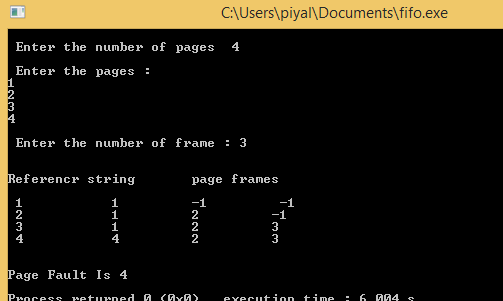 C:\Users\piyal\Documents\fifo.exe
Enter the number of pages 4
Enter the pages :
1
2
3
4
Enter the number of frame : 3
Referencr string page frames
1 1 -1 -1
2 1 2 -1
3 1 2 3
4 4 2 3
Page Fault Is 4
Process returned 0 (0x0) execution time : 6.004 s